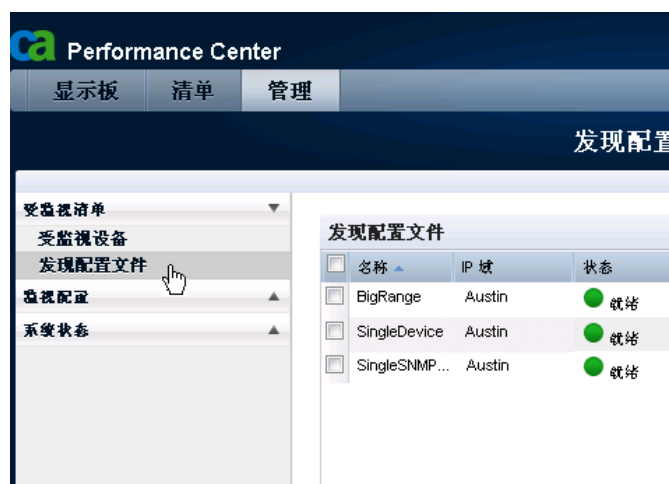 ca Performance Center
显示板 清单 管理
发现配置
受监视清单
受监视设备
发现配置文件
监视配置
系统状态
发现配置文件
名称 IP 域 状态
BigRange Austin 就绪
SingleDevice Austin 就绪
SingleSNMP... Austin 就绪